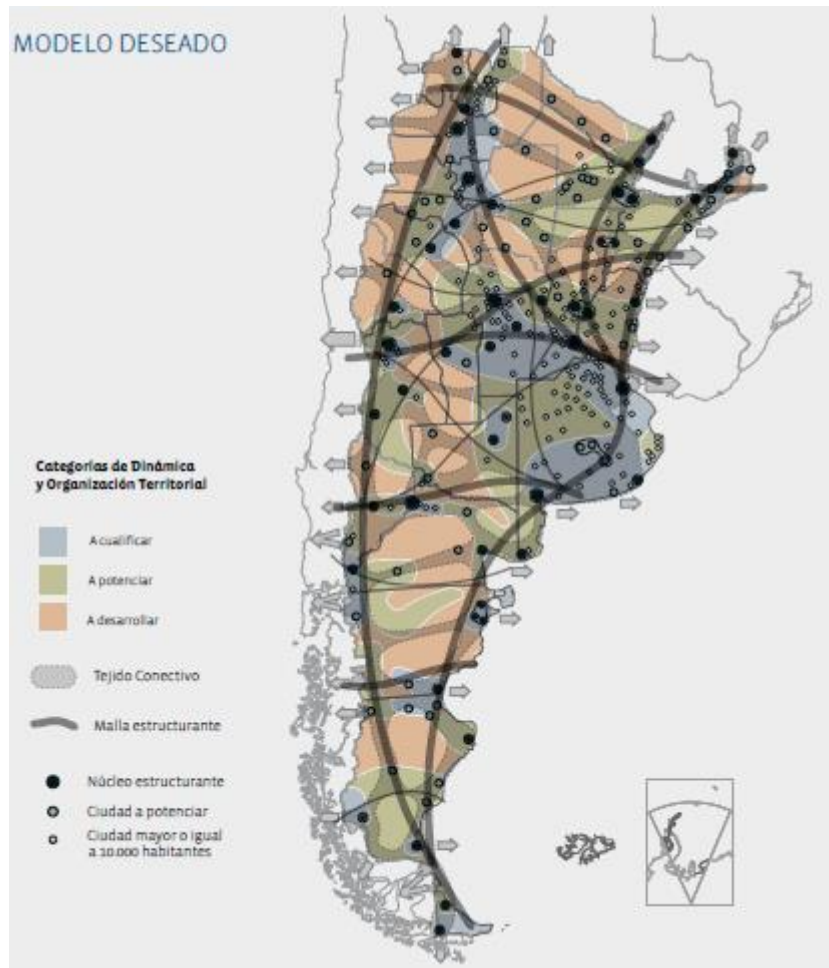 MODELO DESEADO
Categorías de Dinámica
y Organización Territorial
A cualificar
A potenciar
A desarrollar
Tejido Conectivo
Malla estructurante
Núcleo estructurante
Ciudad a potenciar
Ciudad mayor o igual
a 10.000 habitantes